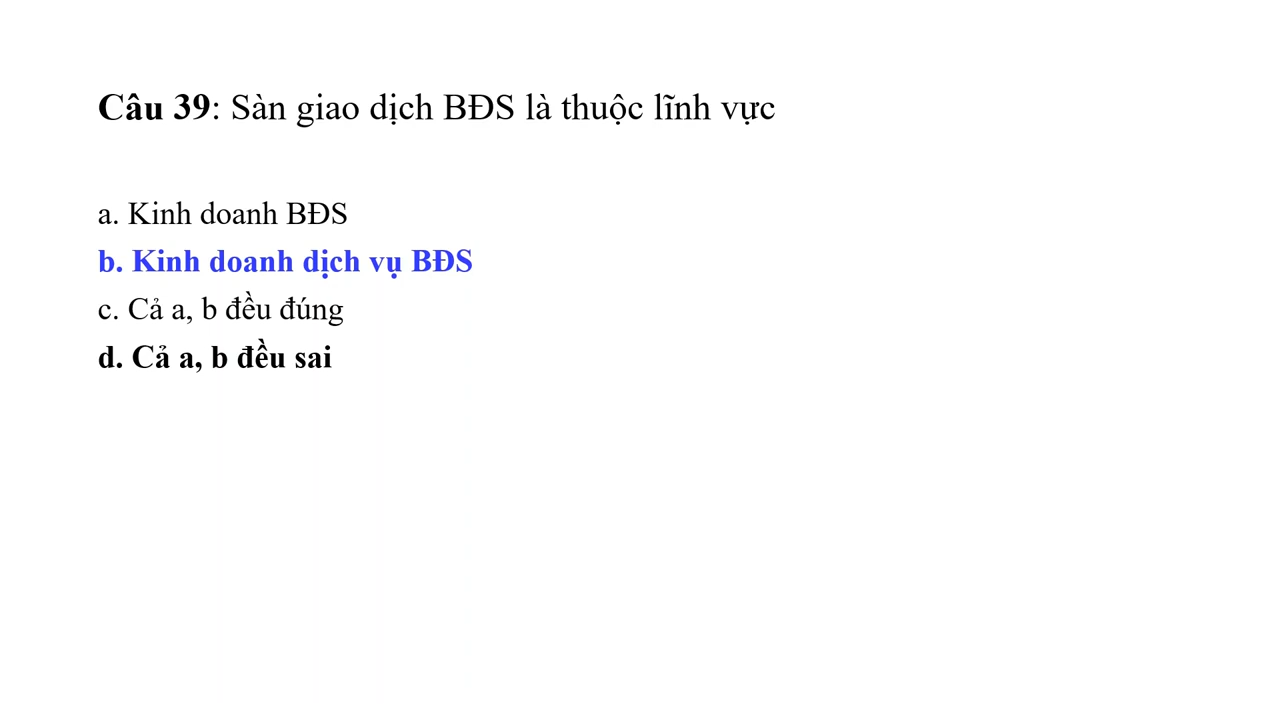 Câu 39: Sàn giao dịch BĐS là thuộc lĩnh vực
a. Kinh doanh BĐS
b. Kinh doanh dịch vụ BĐS
c. Cả a, b đều đúng
d. Cả a, b đều sai